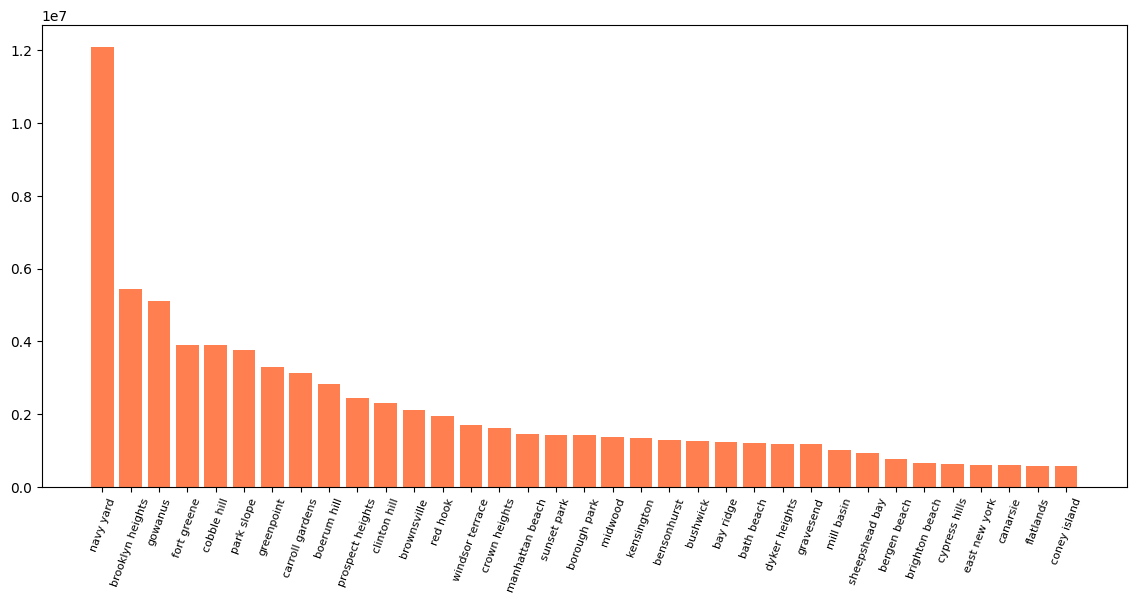 1e7
1.2
1.0
0.8
0.6
0.4
0.2
0.0
navy yard
brooklyn heights
gowanus
fort greene
cobble hill
park slope
greenpoint
carroll gardens
boerum hill
prospect heights
clinton hill
brownsville
red hook
windsor terrace
crown heights
manhattan beach
sunset park
borough park
midwood
kensington
bensonhurst
bushwick
bay ridge
bath beach
dyker heights
gravesend
mill basin
sheepshead bay
bergen beach
brighton beach
cypress hills
east new york
canarsie
flatlands
coney island